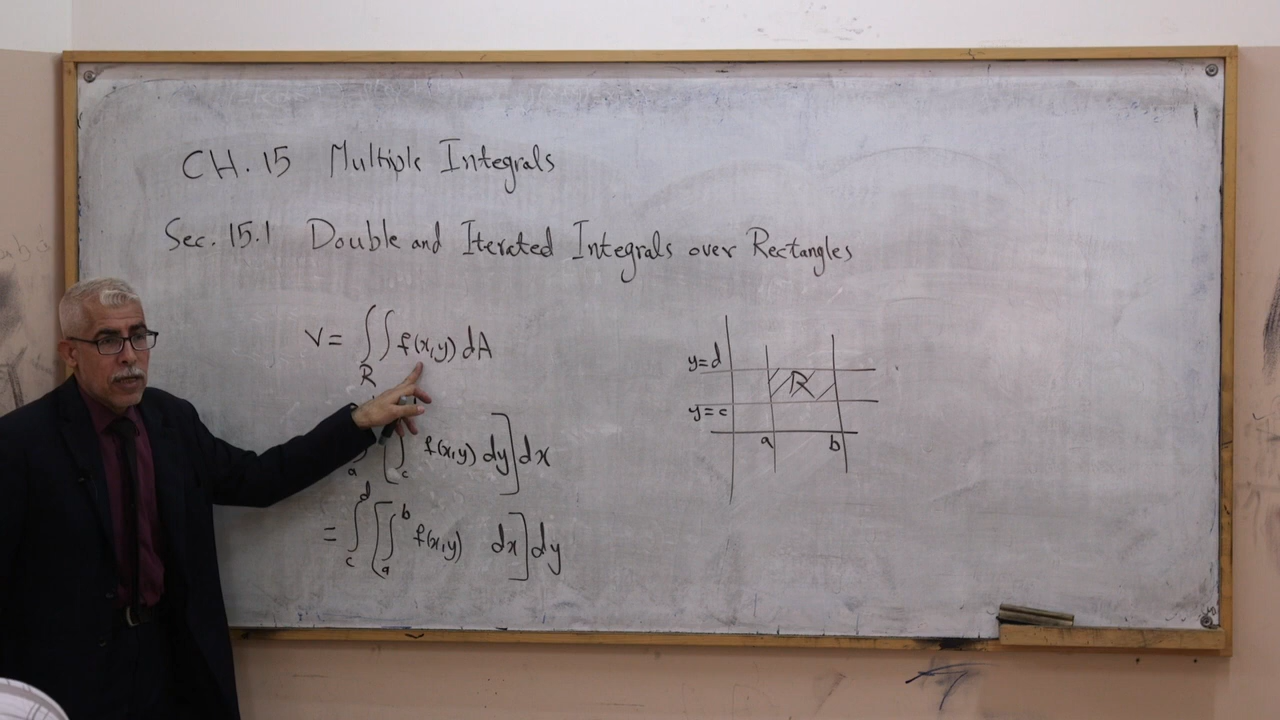 CH. 15 Multiple Integrals
Sec. 15.1 Double and Iterated Integrals over Rectangles
V = ∬_R f(x,y) dA
∫_a [∫_c f(x,y) dy] dx
= ∫_c^d [∫_a^b f(x,y) dx] dy
y=d
R
y=c
a b